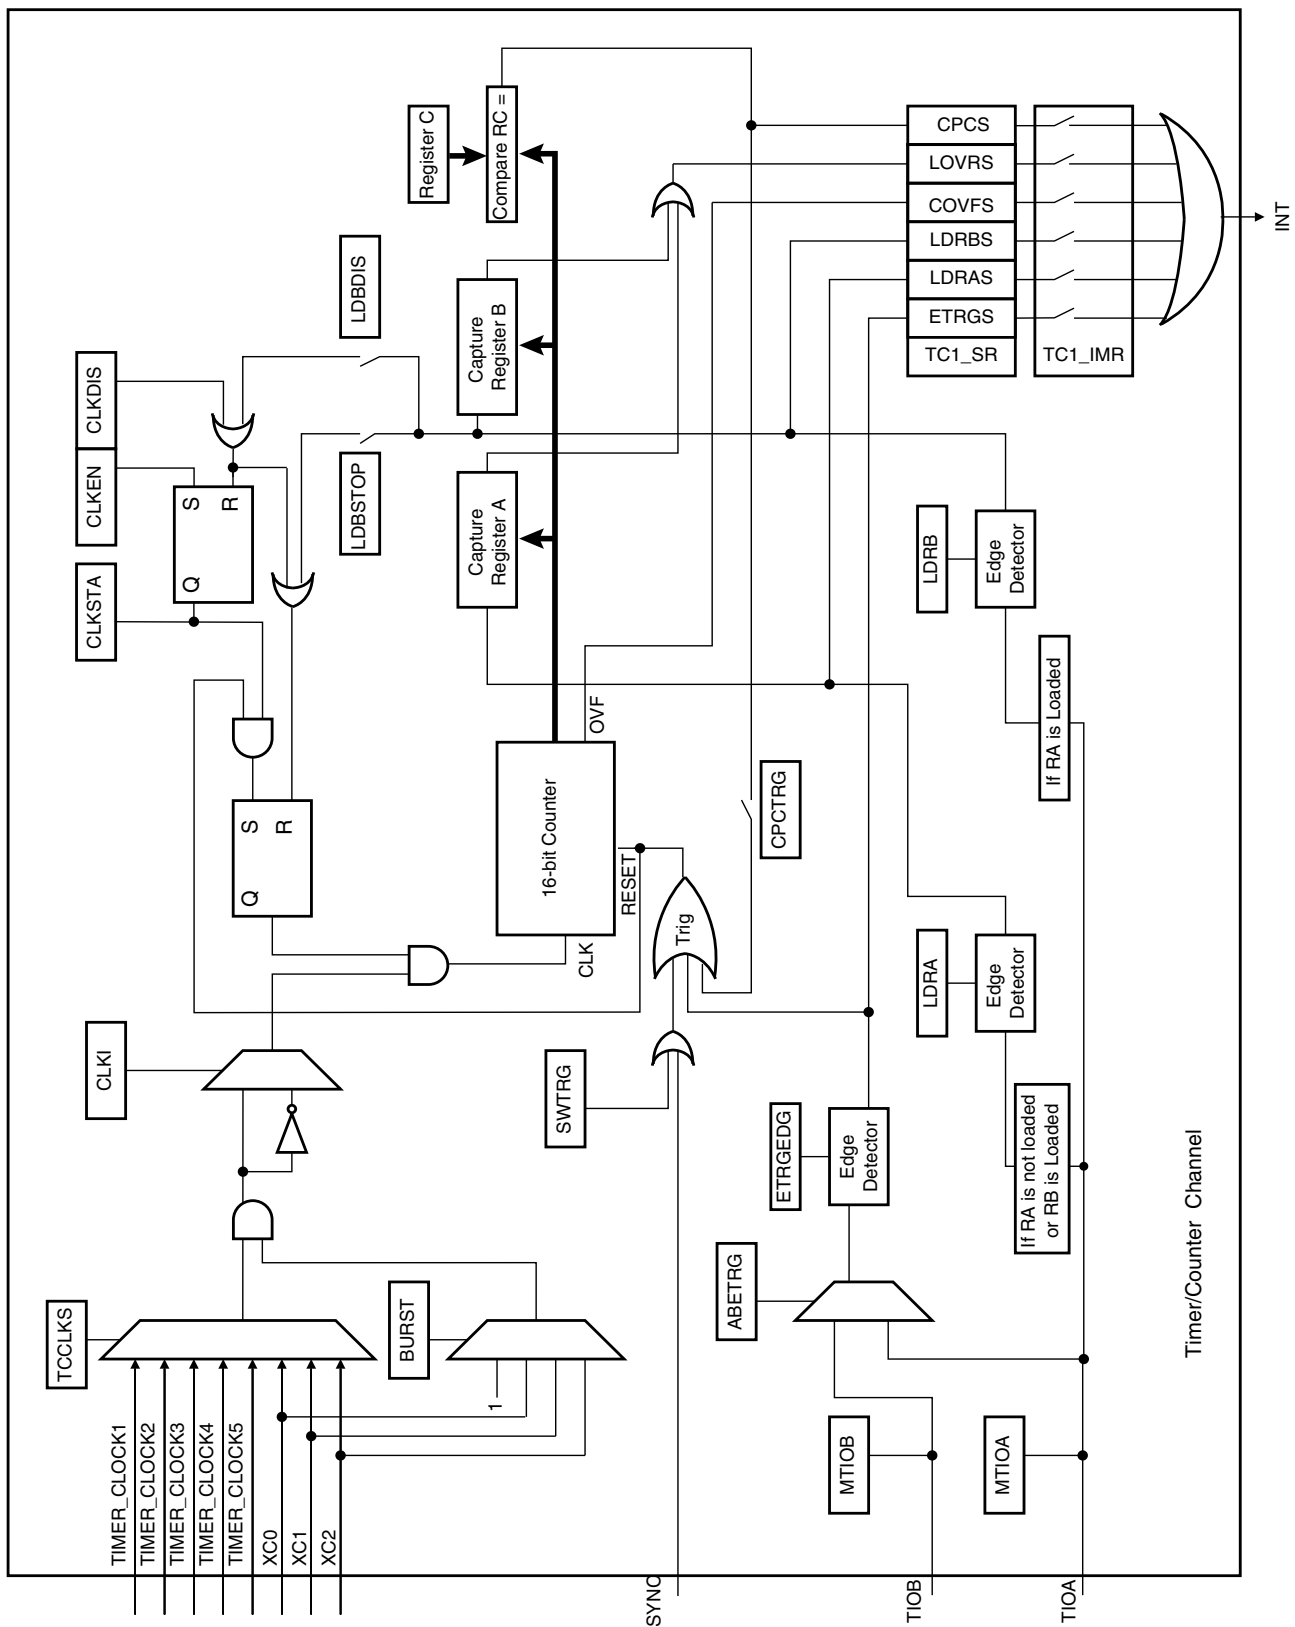 TCCLKS
TIMER_CLOCK1
TIMER_CLOCK2
TIMER_CLOCK3
TIMER_CLOCK4
TIMER_CLOCK5
XC0
XC1
XC2
CLKI
BURST
1
CLKSTA
CLKEN
CLKDIS
Q
S
R
Q
S
R
LDBSTOP
LDBDIS
SYNC
SWTRG
CLK
16-bit Counter
RESET
OVF
Trig
Capture
Register A
Capture
Register B
Register C
Compare RC =
CPCTRG
TIOB
MTIOB
ABETRG
ETRGEDG
Edge
Detector
TIOA
MTIOA
If RA is not loaded
or RB is Loaded
LDRA
Edge
Detector
If RA is Loaded
LDRB
Edge
Detector
CPCS
LOVRS
COVFS
LDRBS
LDRAS
ETRGS
TC1_SR
TC1_IMR
INT
Timer/Counter Channel